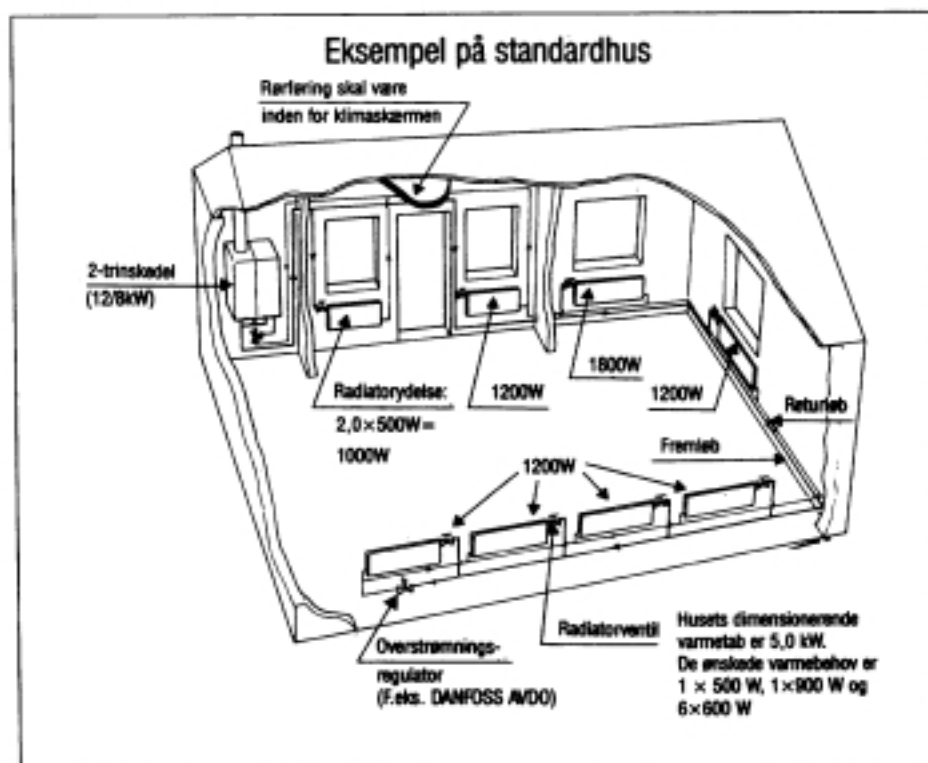 Eksempel på standardhus
Rørføring skal være
inden for klimaskærmen
2-trinskedel
(12/8kW)
Radiatorydelse:
2,0×500W=
1000W
1200W
1800W
1200W
Returløb
Fremløb
1200W
Radiatorventil
Overstrømnings-
regulator
(F.eks. DANFOSS AVDO)
Husets dimensionerende
varmetab er 5,0 kW.
De ønskede varmebehov er
1 × 500 W, 1×900 W og
6×600 W